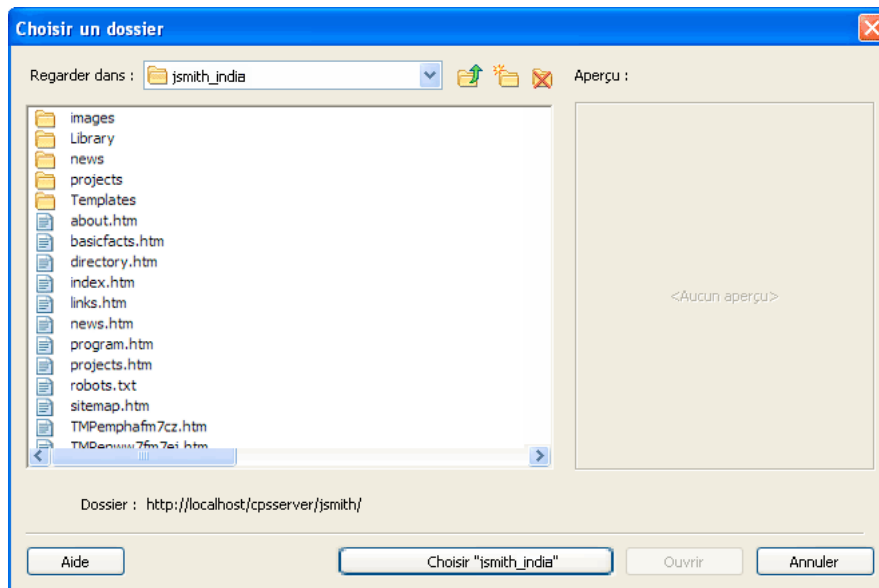 Choisir un dossier
Regarder dans : jsmith_india Aperçu :
images
Library
news
projects
Templates
about.htm
basicfacts.htm
directory.htm
index.htm
links.htm
<Aucun aperçu>
news.htm
program.htm
projects.htm
robots.txt
sitemap.htm
TMPemphafm7cz.htm
Dossier : http://localhost/cpsserver/jsmith/
Aide Choisir "jsmith_india" Ouvrir Annuler